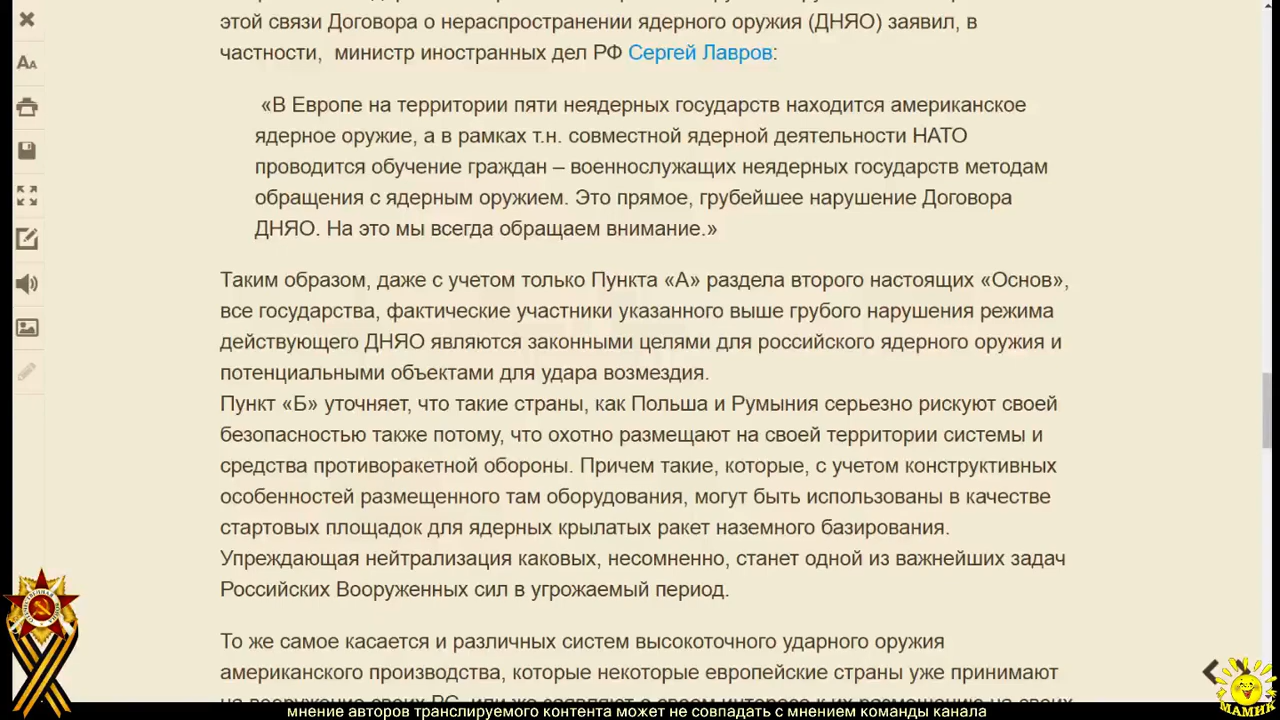 этой связи Договора о нераспространении ядерного оружия (ДНЯО) заявил, в
частности, министр иностранных дел РФ Сергей Лавров:
«В Европе на территории пяти неядерных государств находится американское
ядерное оружие, а в рамках т.н. совместной ядерной деятельности НАТО
проводится обучение граждан – военнослужащих неядерных государств методам
обращения с ядерным оружием. Это прямое, грубейшее нарушение Договора
ДНЯО. На это мы всегда обращаем внимание.»
Таким образом, даже с учетом только Пункта «А» раздела второго настоящих «Основ»,
все государства, фактические участники указанного выше грубого нарушения режима
действующего ДНЯО являются законными целями для российского ядерного оружия и
потенциальными объектами для удара возмездия.
Пункт «Б» уточняет, что такие страны, как Польша и Румыния серьезно рискуют своей
безопасностью также потому, что охотно размещают на своей территории системы и
средства противоракетной обороны. Причем такие, которые, с учетом конструктивных
особенностей размещенного там оборудования, могут быть использованы в качестве
стартовых площадок для ядерных крылатых ракет наземного базирования.
Упреждающая нейтрализация каковых, несомненно, станет одной из важнейших задач
Российских Вооруженных сил в угрожаемый период.
То же самое касается и различных систем высокоточного ударного оружия
американского производства, которые некоторые европейские страны уже принимают
мнение авторов транслируемого контента может не совпадать с мнением команды канала
МАМИК